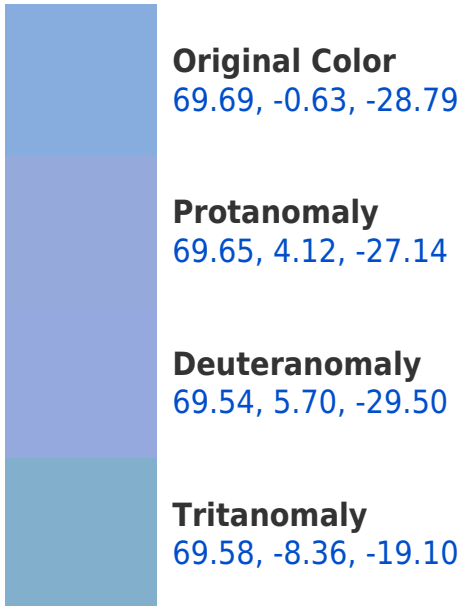 Original Color
69.69, -0.63, -28.79
Protanomaly
69.65, 4.12, -27.14
Deuteranomaly
69.54, 5.70, -29.50
Tritanomaly
69.58, -8.36, -19.10